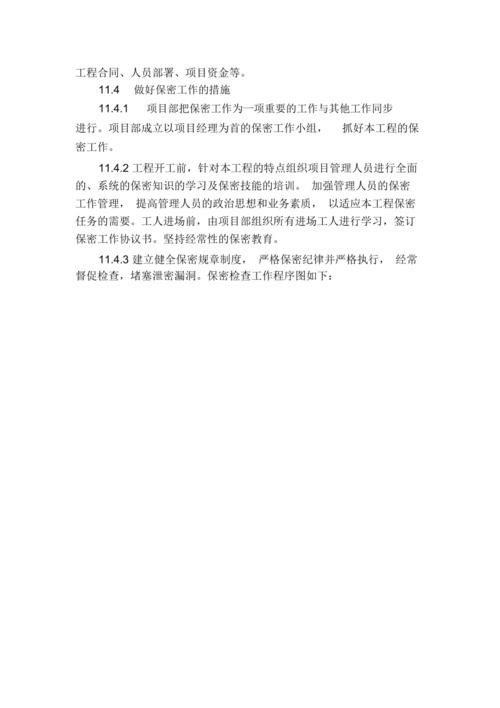 工程合同、人员部署、项目资金等。
11.4 做好保密工作的措施
11.4.1 项目部把保密工作为一项重要的工作与其他工作同步
进行。项目部成立以项目经理为首的保密工作小组， 抓好本工程的保
密工作。
11.4.2 工程开工前，针对本工程的特点组织项目管理人员进行全面
的、系统的保密知识的学习及保密技能的培训。 加强管理人员的保密
工作管理， 提高管理人员的政治思想和业务素质， 以适应本工程保密
任务的需要。工人进场前，由项目部组织所有进场工人进行学习，签订
保密工作协议书。坚持经常性的保密教育。
11.4.3 建立健全保密规章制度， 严格保密纪律并严格执行， 经常
督促检查，堵塞泄密漏洞。保密检查工作程序图如下：